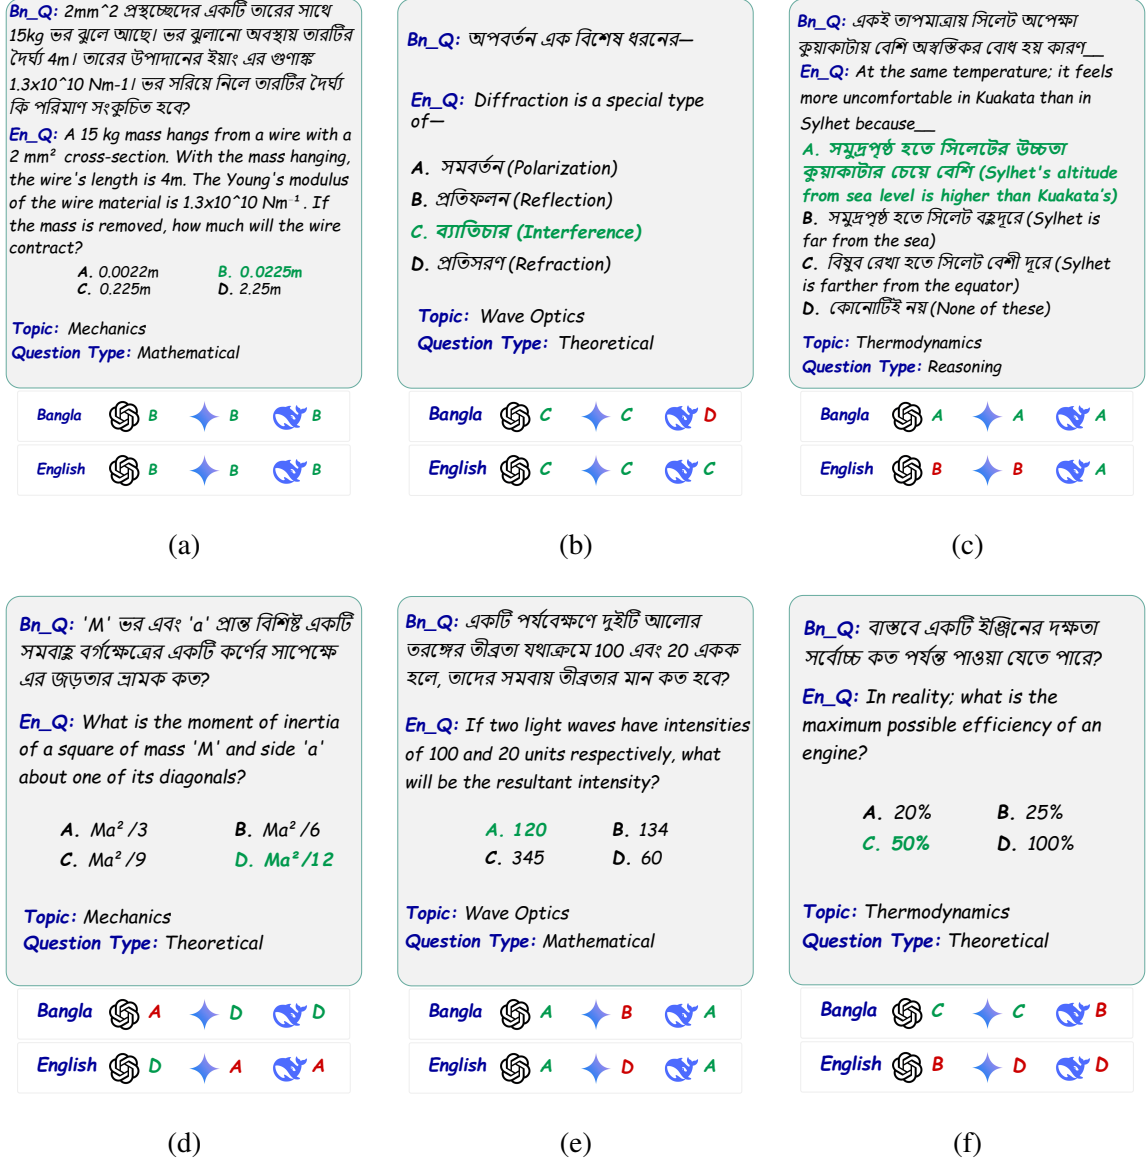 Bn_Q: 2mm^2 প্রস্থচ্ছেদের একটি তারের সাথে
15kg ভর ঝুলে আছে। ভর ঝুলানো অবস্থায় তারটির
দৈর্ঘ্য 4m। তারের উপাদানের ইয়াং এর গুণাঙ্ক
1.3x10^10 Nm-1। ভর সরিয়ে নিলে তারটির দৈর্ঘ্য
কি পরিমাণ সংকুচিত হবে?
En_Q: A 15 kg mass hangs from a wire with a
2 mm² cross-section. With the mass hanging,
the wire's length is 4m. The Young's modulus
of the wire material is 1.3x10^10 Nm⁻¹. If
the mass is removed, how much will the wire
contract?
A. 0.0022m B. 0.0225m
C. 0.225m D. 2.25m
Topic: Mechanics
Question Type: Mathematical
Bangla B B B
English B B B
(a)
Bn_Q: অপবর্তন এক বিশেষ ধরনের—
En_Q: Diffraction is a special type
of—
A. সমবর্তন (Polarization)
B. প্রতিফলন (Reflection)
C. ব্যাতিচার (Interference)
D. প্রতিসরণ (Refraction)
Topic: Wave Optics
Question Type: Theoretical
Bangla C C D
English C C C
(b)
Bn_Q: একই তাপমাত্রায় সিলেট অপেক্ষা
কুয়াকাটায় বেশি অস্বস্তিকর বোধ হয় কারণ__
En_Q: At the same temperature; it feels
more uncomfortable in Kuakata than in
Sylhet because__
A. সমুদ্রপৃষ্ঠ হতে সিলেটের উচ্চতা
কুয়াকাটার চেয়ে বেশি (Sylhet's altitude
from sea level is higher than Kuakata's)
B. সমুদ্রপৃষ্ঠ হতে সিলেট বহুদূরে (Sylhet is
far from the sea)
C. বিষুব রেখা হতে সিলেট বেশী দূরে (Sylhet
is farther from the equator)
D. কোনোটিই নয় (None of these)
Topic: Thermodynamics
Question Type: Reasoning
Bangla A A A
English B B A
(c)
Bn_Q: 'M' ভর এবং 'a' প্রান্ত বিশিষ্ট একটি
সমবাহু বর্গক্ষেত্রের একটি কর্ণের সাপেক্ষে
এর জড়তার ভ্রামক কত?
En_Q: What is the moment of inertia
of a square of mass 'M' and side 'a'
about one of its diagonals?
A. Ma²/3 B. Ma²/6
C. Ma²/9 D. Ma²/12
Topic: Mechanics
Question Type: Theoretical
Bangla A D D
English D A A
(d)
Bn_Q: একটি পর্যবেক্ষণে দুইটি আলোর
তরঙ্গের তীব্রতা যথাক্রমে 100 এবং 20 একক
হলে, তাদের সমবায় তীব্রতার মান কত হবে?
En_Q: If two light waves have intensities
of 100 and 20 units respectively, what
will be the resultant intensity?
A. 120 B. 134
C. 345 D. 60
Topic: Wave Optics
Question Type: Mathematical
Bangla A B A
English A D A
(e)
Bn_Q: বাস্তবে একটি ইঞ্জিনের দক্ষতা
সর্বোচ্চ কত পর্যন্ত পাওয়া যেতে পারে?
En_Q: In reality; what is the
maximum possible efficiency of an
engine?
A. 20% B. 25%
C. 50% D. 100%
Topic: Thermodynamics
Question Type: Theoretical
Bangla C C B
English B D D
(f)